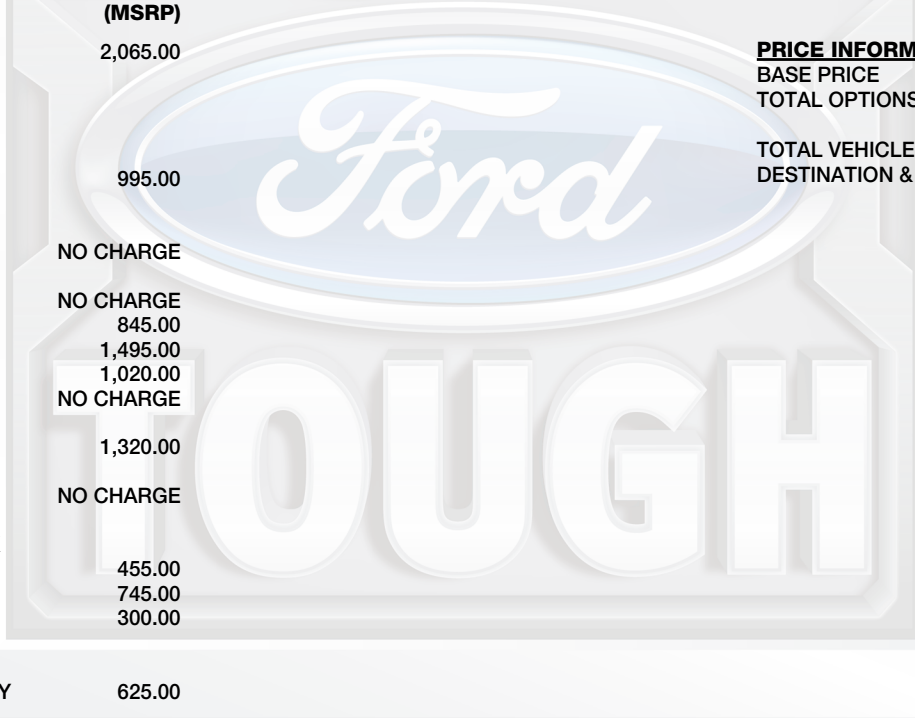 (MSRP)
2,065.00
995.00
NO CHARGE
NO CHARGE
845.00
1,495.00
1,020.00
NO CHARGE
1,320.00
NO CHARGE
455.00
745.00
300.00
Y 625.00
PRICE INFORM
BASE PRICE
TOTAL OPTIONS
TOTAL VEHICLE
DESTINATION &
Ford
TOUGH